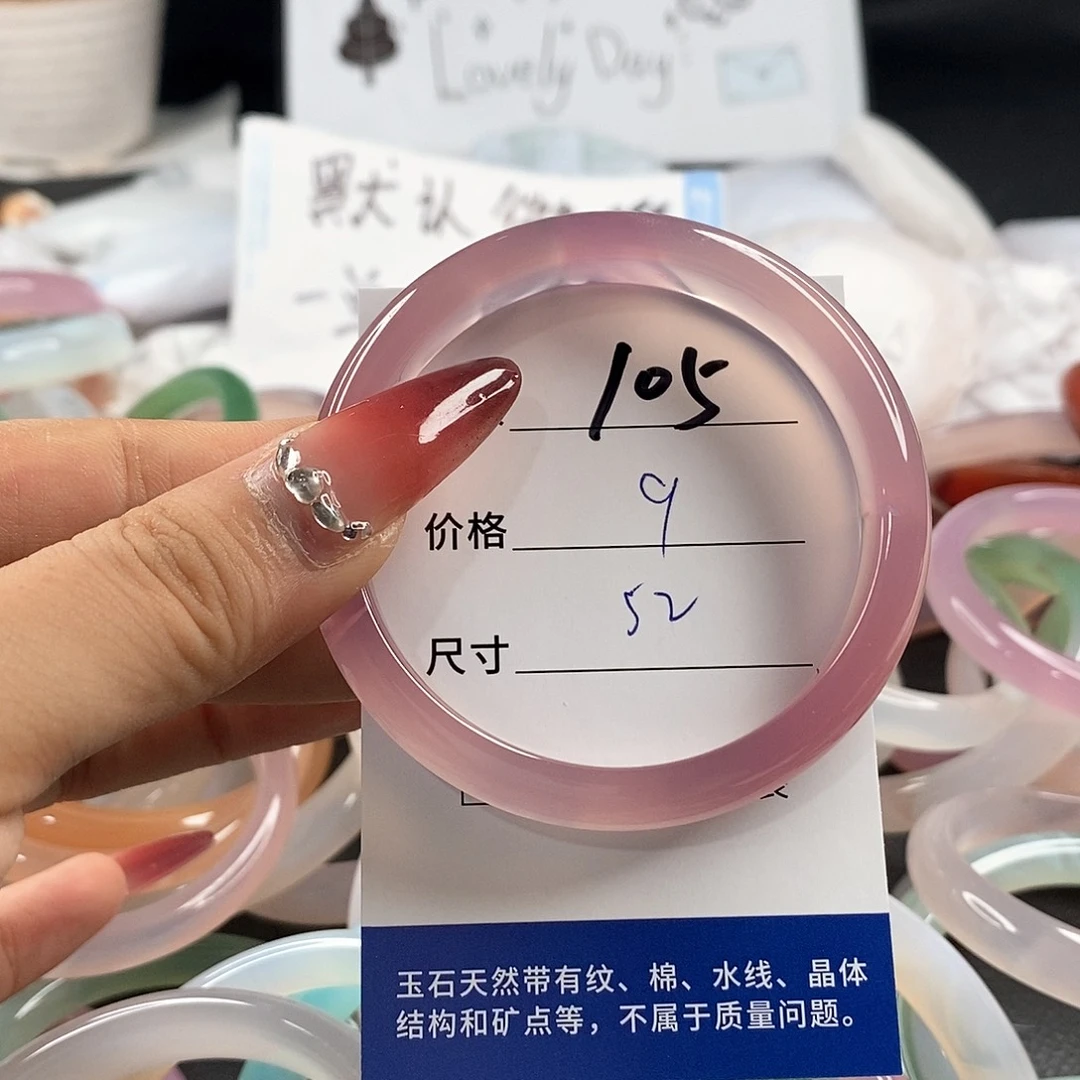 Lovely Day
默认
105
价格 9
尺寸 52
玉石天然带有纹、棉、水线、晶体
结构和矿点等，不属于质量问题。